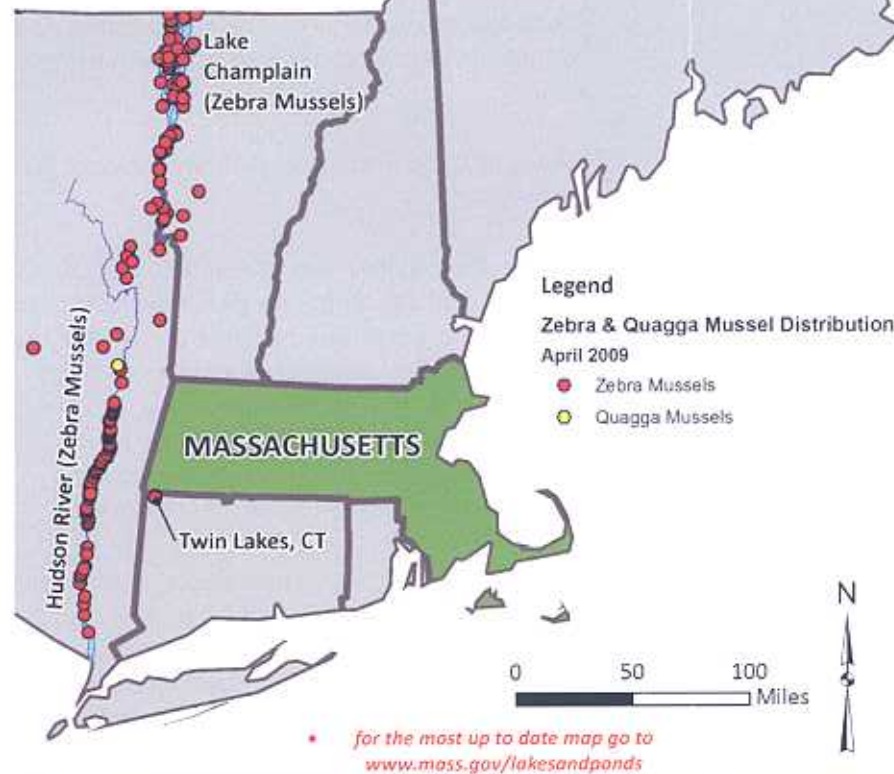 Lake
Champlain
(Zebra Mussels)
Hudson River (Zebra Mussels)
MASSACHUSETTS
Twin Lakes, CT
Legend
Zebra & Quagga Mussel Distribution
April 2009
Zebra Mussels
Quagga Mussels
N
0 50 100
Miles
• for the most up to date map go to
www.mass.gov/lakesandponds